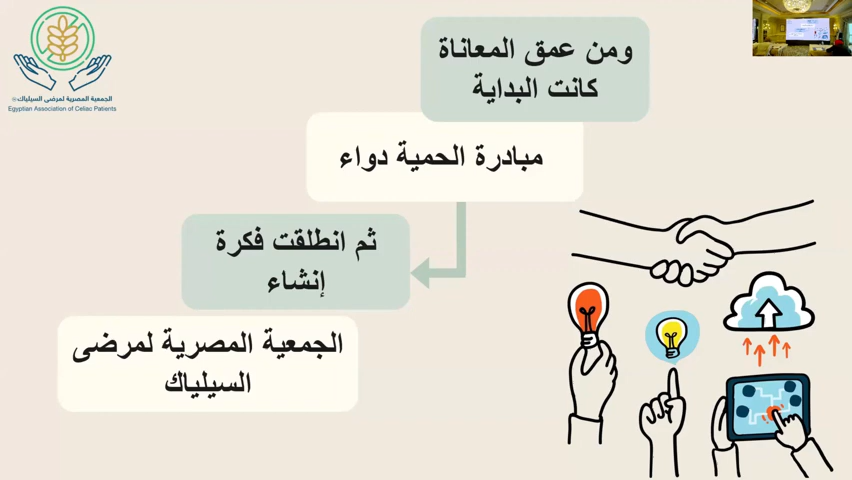 ومن عمق المعاناة
كانت البداية
مبادرة الحمية دواء
ثم انطلقت فكرة
إنشاء
الجمعية المصرية لمرضى
السيلياك
الجمعية المصرية لمرضى السيلياك
Egyptian Association of Celiac Patients